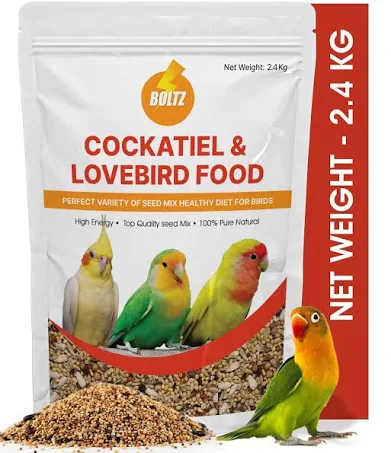 BOLTZ
Net Weight: 2.4Kg
COCKATIEL &
LOVEBIRD FOOD
PERFECT VARIETY OF SEED MIX HEALTHY DIET FOR BIRDS
High Energy • Top Quality seed Mix • 100% Pure Natural
NET WEIGHT - 2.4 KG